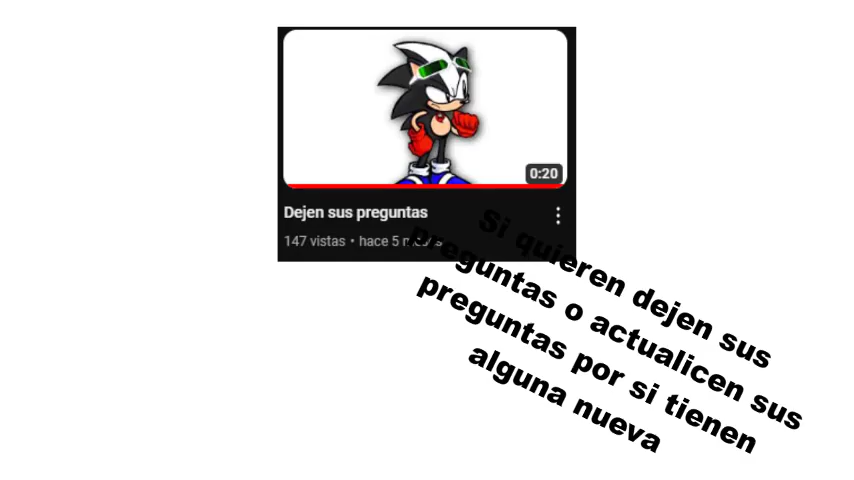 0:20
Dejen sus preguntas
147 vistas • hace 5 meses
Si quieren dejen sus
preguntas o actualicen sus
preguntas por si tienen
alguna nueva